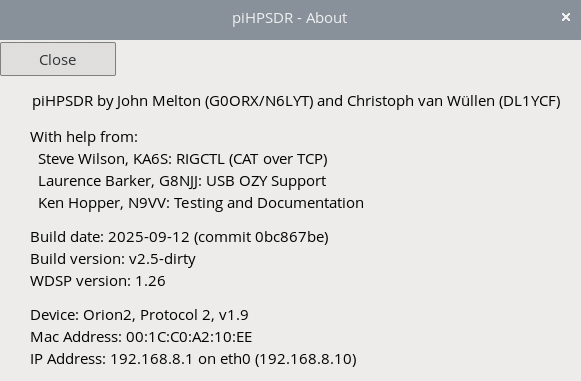 piHPSDR - About
×
Close
piHPSDR by John Melton (G0ORX/N6LYT) and Christoph van Wüllen (DL1YCF)
With help from:
Steve Wilson, KA6S: RIGCTL (CAT over TCP)
Laurence Barker, G8NJJ: USB OZY Support
Ken Hopper, N9VV: Testing and Documentation
Build date: 2025-09-12 (commit 0bc867be)
Build version: v2.5-dirty
WDSP version: 1.26
Device: Orion2, Protocol 2, v1.9
Mac Address: 00:1C:C0:A2:10:EE
IP Address: 192.168.8.1 on eth0 (192.168.8.10)